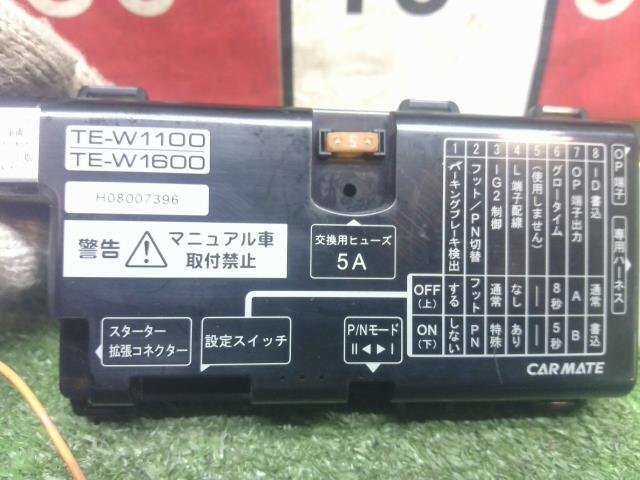 TE-W1100
TE-W1600
H08007396
警告
マニュアル車
取付禁止
5
交換用ヒューズ
5A
スターター
拡張コネクター
設定スイッチ
P/Nモード
II◀▶I
OFF
(上)
ON
(下)
1 パーキングブレーキ検出 する しない
2 フット/PN切替 フット PN
3 IG2制御 通常 特殊
4 L端子配線 なし あり
5 (使用しません) ー ー
6 グロータイム 8秒 5秒
7 OP端子出力 A B
8 ID書込 通常 書込
OP端子
専用ハーネス
CARMATE